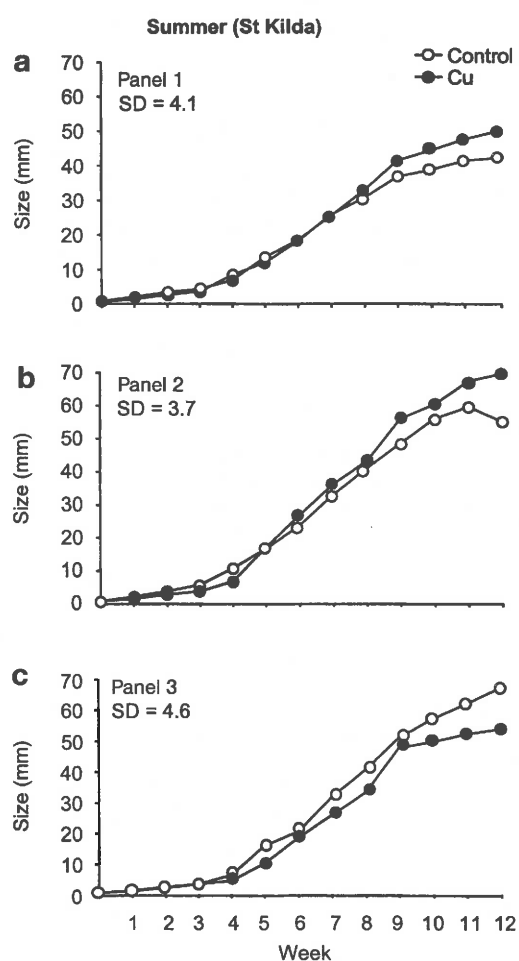 Summer (St Kilda)
a
Control
Cu
Panel 1
SD = 4.1
Size (mm)
70
60
50
40
30
20
10
0
b
Panel 2
SD = 3.7
Size (mm)
70
60
50
40
30
20
10
0
c
Panel 3
SD = 4.6
Size (mm)
70
60
50
40
30
20
10
0
1 2 3 4 5 6 7 8 9 10 11 12
Week